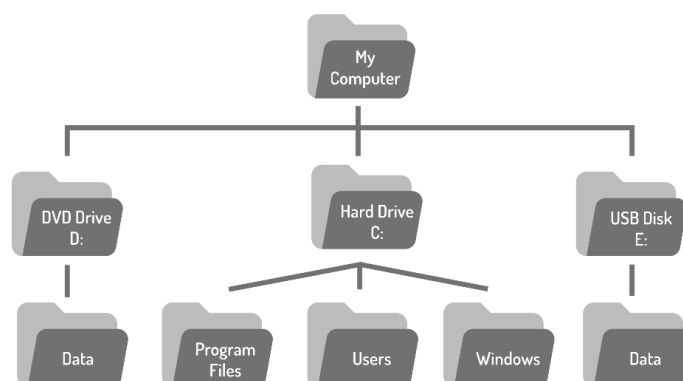 My
Computer
DVD Drive
D:
Hard Drive
C:
USB Disk
E:
Data
Program
Files
Users
Windows
Data